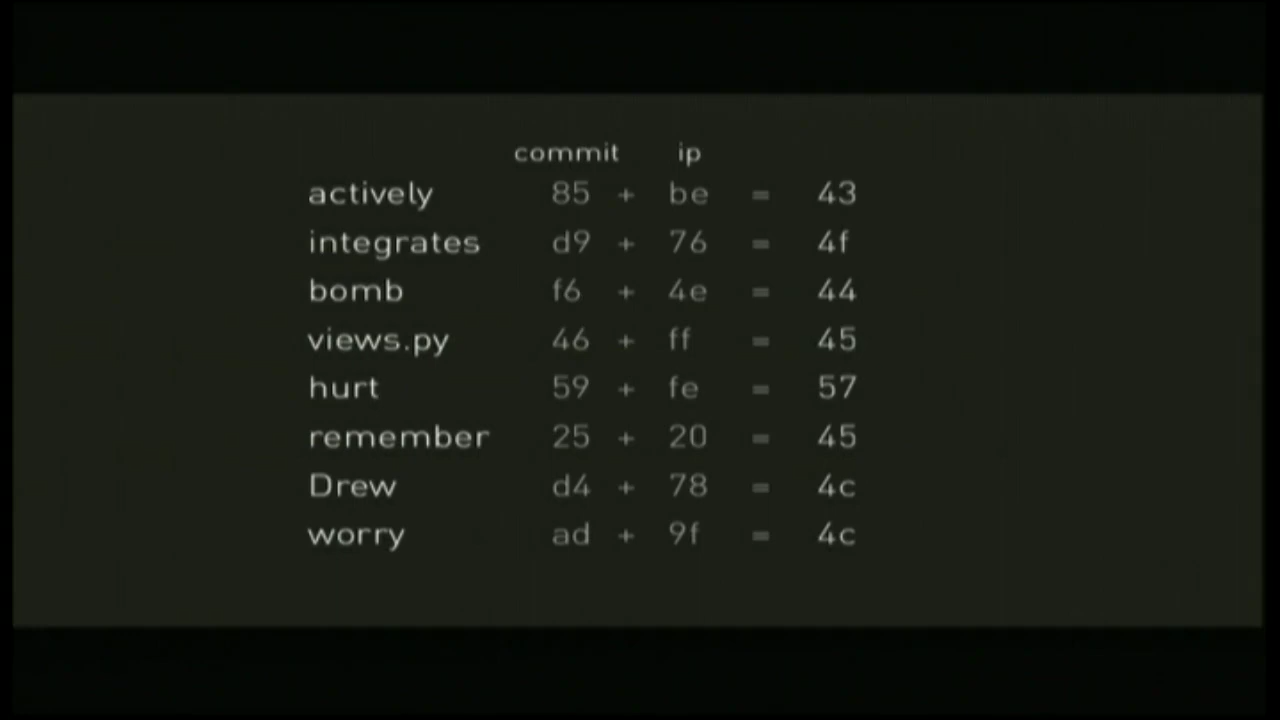 commit ip
actively 85 + be = 43
integrates d9 + 76 = 4f
bomb f6 + 4e = 44
views.py 46 + ff = 45
hurt 59 + fe = 57
remember 25 + 20 = 45
Drew d4 + 78 = 4c
worry ad + 9f = 4c